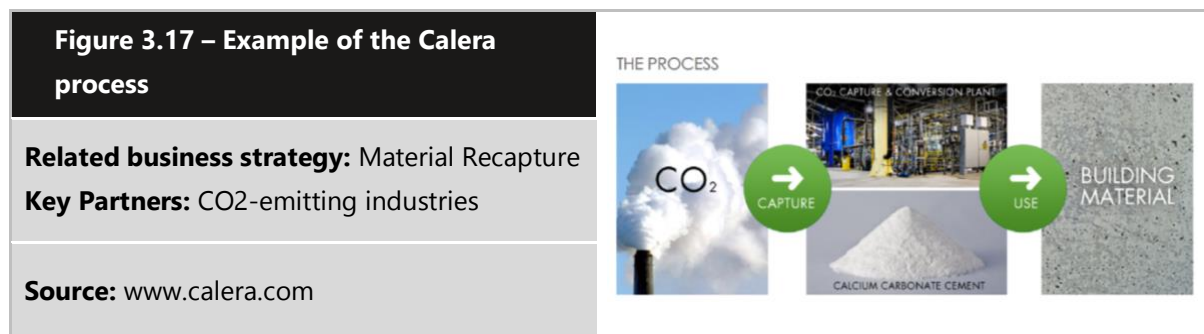 Figure 3.17 – Example of the Calera
process
Related business strategy: Material Recapture
Key Partners: CO2-emitting industries
Source: www.calera.com
THE PROCESS
CO₂
CAPTURE
CO₂ CAPTURE & CONVERSION PLANT
CALCIUM CARBONATE CEMENT
USE
BUILDING
MATERIAL